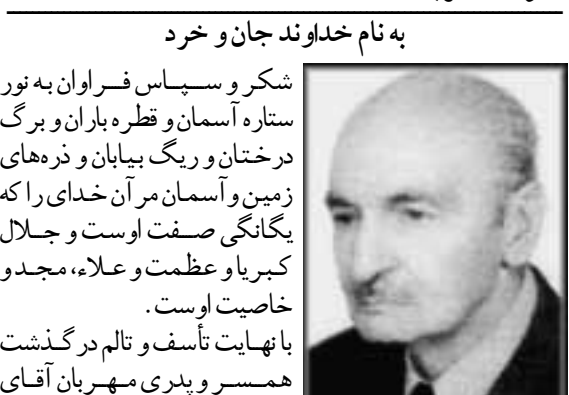 به نام خداوند جان و خرد
شکر و سپاس فراوان به نور
ستاره آسمان و قطره باران و برگ
درختان و ریگ بیابان و ذره‌های
زمین و آسمان مر آن خدای را که
یگانگی صفت اوست و جلال
کبریا و عظمت و علاء، مجد و
خاصیت اوست.
با نهایت تأسف و تالم درگذشت
همسر و پدری مهربان آقای